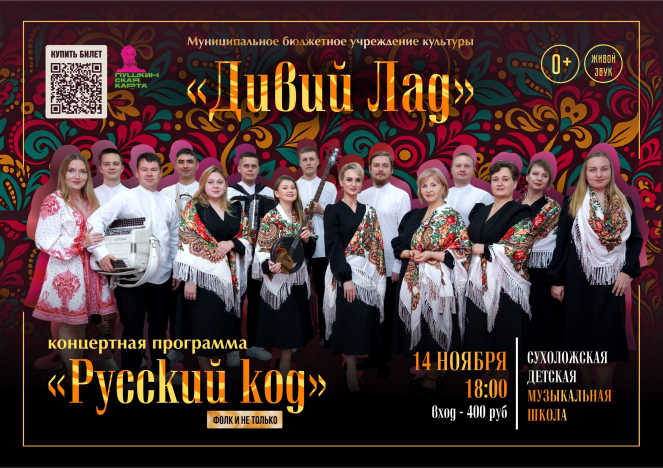 КУПИТЬ БИЛЕТ
ПУШКИН
СКАЯ
КАРТА
Муниципальное бюджетное учреждение культуры
«Дивий Лад»
0+
ЖИВОЙ
ЗВУК
концертная программа
«Русский код»
ФОЛК И НЕ ТОЛЬКО
14 НОЯБРЯ
18:00
вход - 400 руб
СУХОЛОЖСКАЯ
ДЕТСКАЯ
МУЗЫКАЛЬНАЯ
ШКОЛА